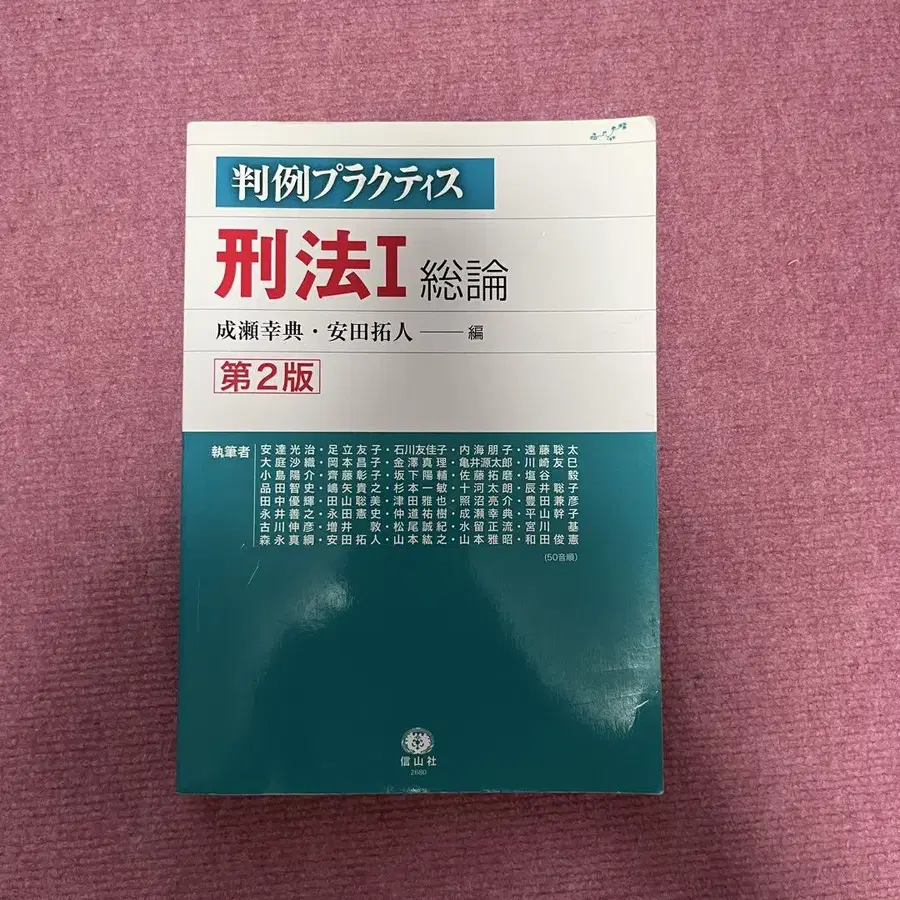 判例プラクティス
刑法I 総論
成瀬幸典・安田拓人――編
第2版
執筆者 安達光治・足立友子・石川友佳子・内海朋子・遠藤聡太
大庭沙織・岡本昌子・金澤真理・亀井源太郎・川崎友巳
小島陽介・齊藤彰子・坂下陽輔・佐藤拓磨・塩谷毅
品田智史・嶋矢貴之・杉本一敏・十河太朗・辰井聡子
田中優輝・田山聡美・津田雅也・照沼亮介・豊田兼彦
永井善之・永田憲史・仲道祐樹・成瀬幸典・平山幹子
古川伸彦・増井敦・松尾誠紀・水留正流・宮川基
森永真綱・安田拓人・山本紘之・山本雅昭・和田俊憲
(50音順)
信山社
2680